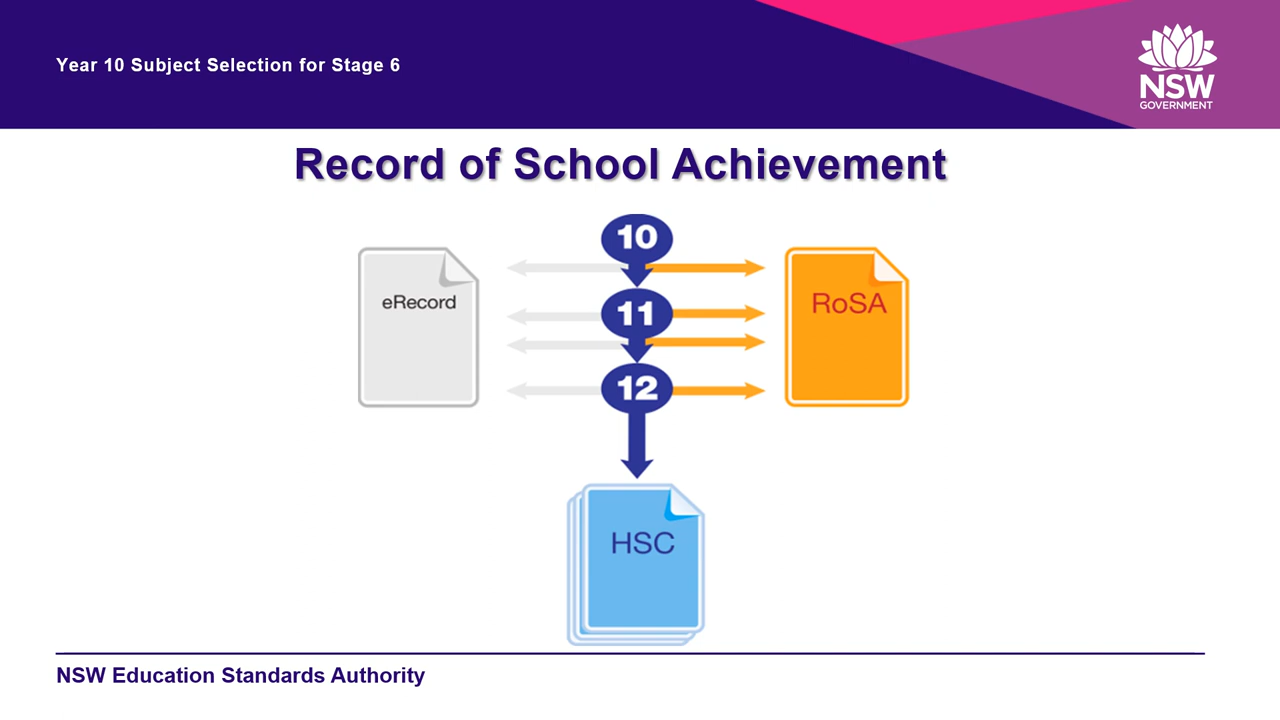 Year 10 Subject Selection for Stage 6
NSW
GOVERNMENT
Record of School Achievement
10
eRecord
RoSA
11
12
HSC
NSW Education Standards Authority